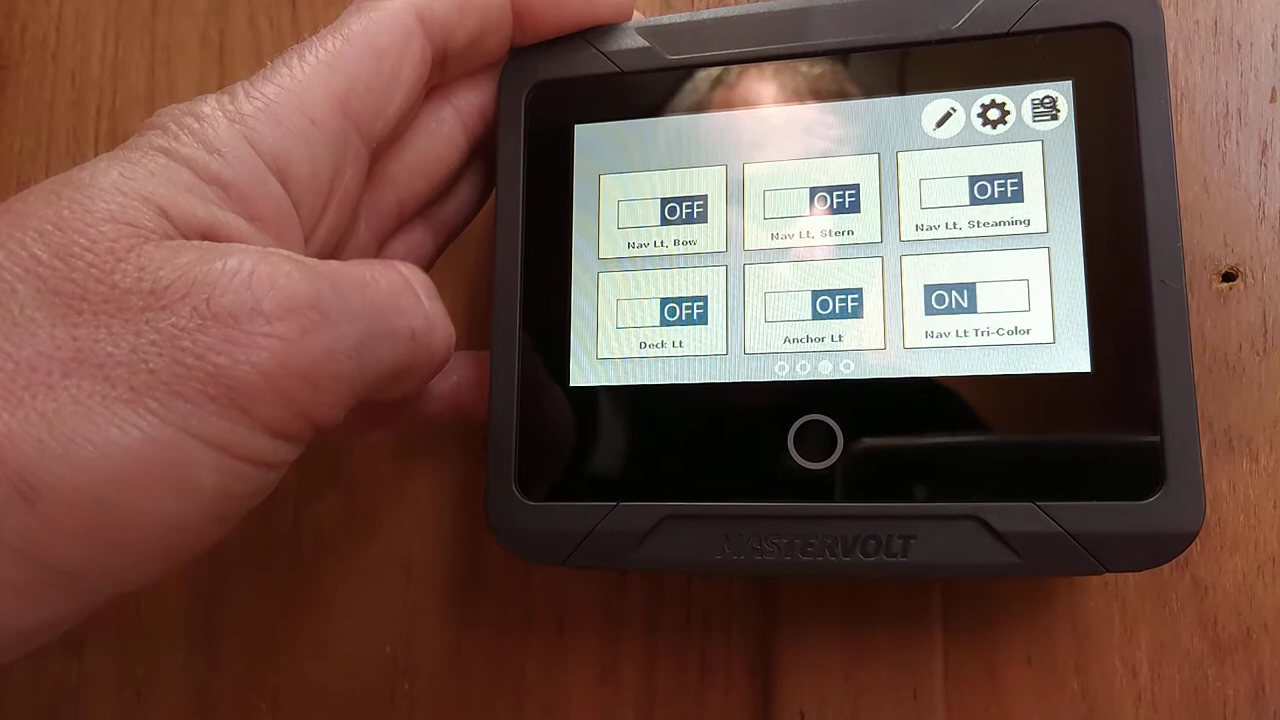 OFF
Nav Lt, Bow
OFF
Nav Lt, Stern
OFF
Nav Lt, Steaming
OFF
Deck Lt
OFF
Anchor Lt
ON
Nav Lt Tri-Color
MASTERVOLT